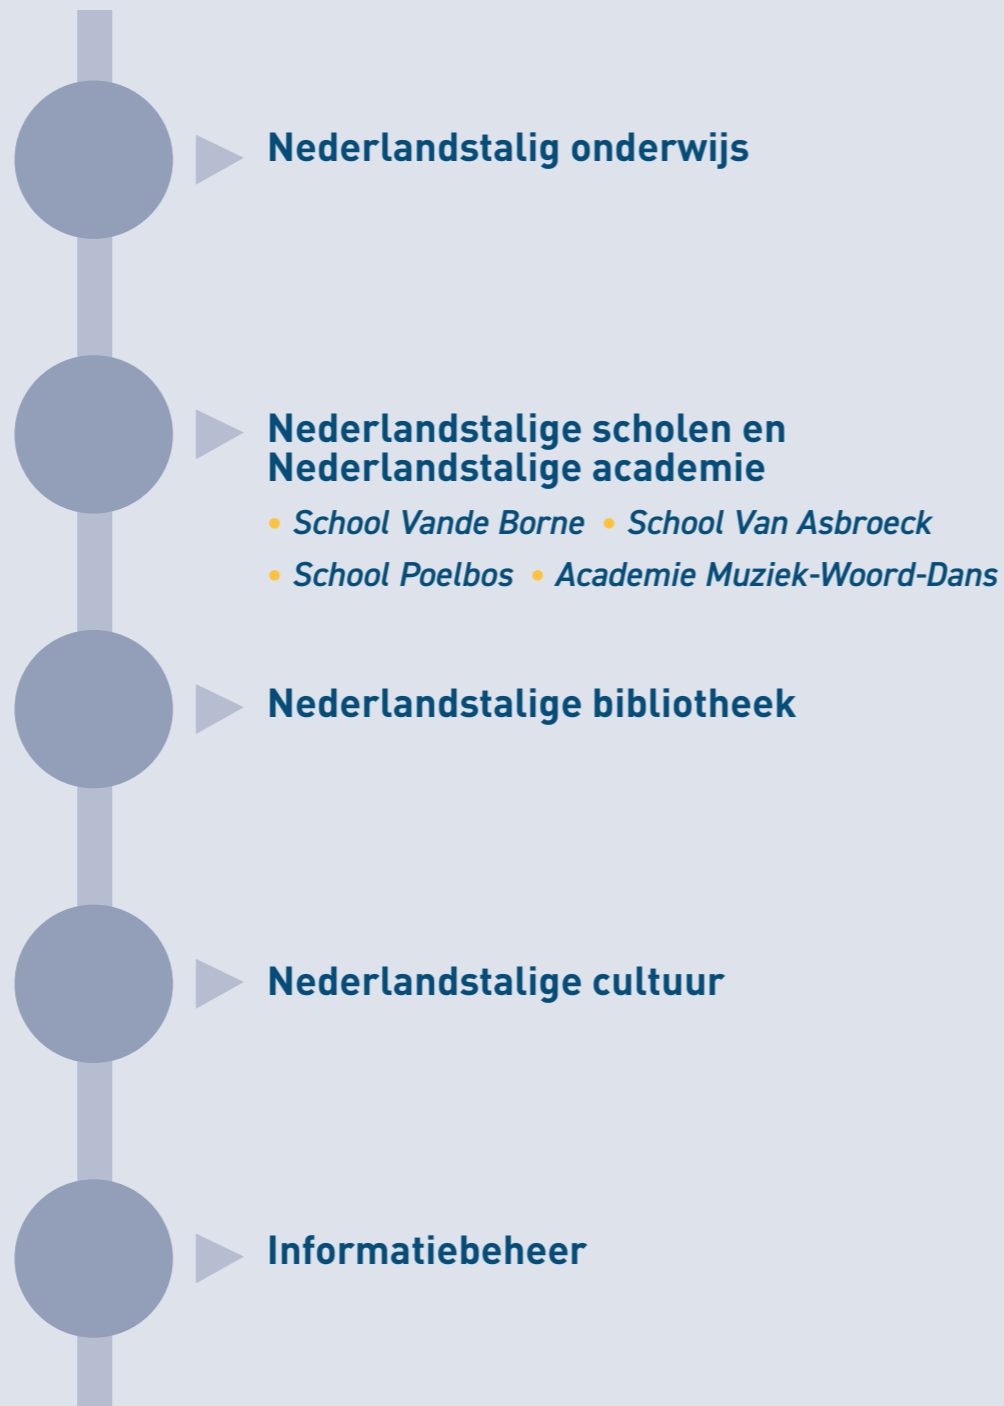 Nederlandstalig onderwijs
Nederlandstalige scholen en
Nederlandstalige academie
• School Vande Borne • School Van Asbroeck
• School Poelbos • Academie Muziek-Woord-Dans
Nederlandstalige bibliotheek
Nederlandstalige cultuur
Informatiebeheer